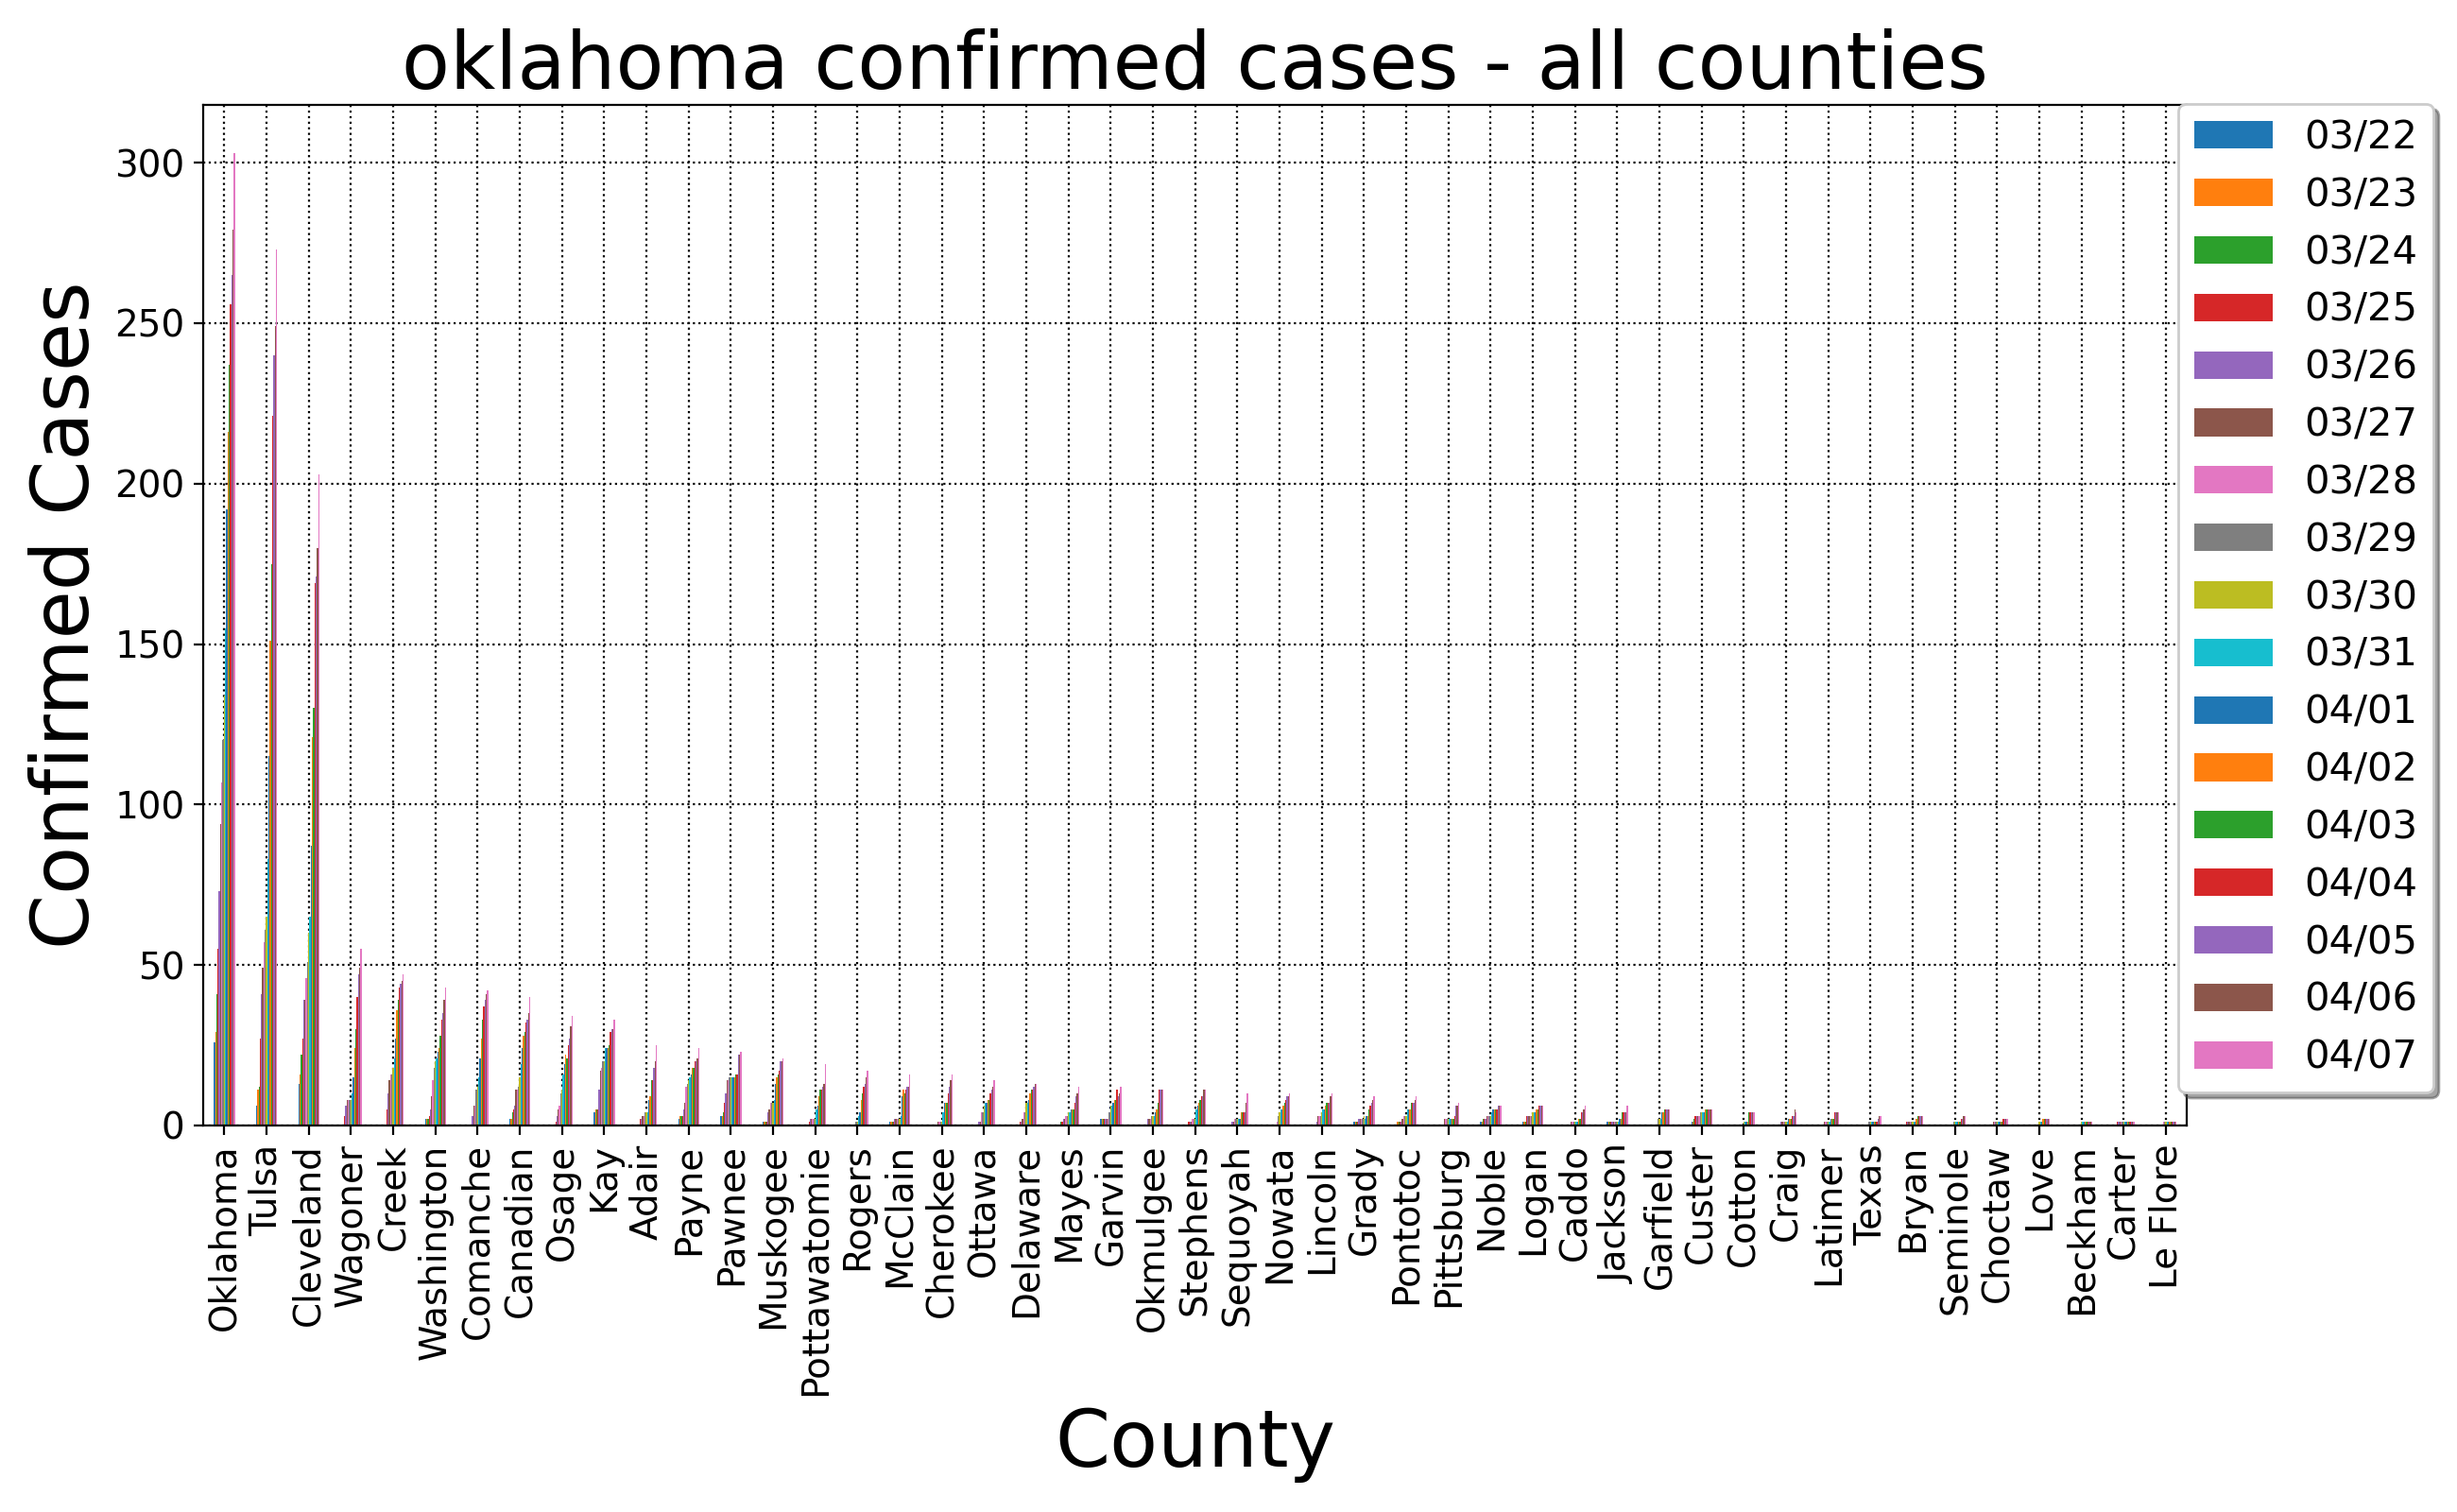 oklahoma confirmed cases - all counties
Confirmed Cases
300
250
200
150
100
50
0
03/22
03/23
03/24
03/25
03/26
03/27
03/28
03/29
03/30
03/31
04/01
04/02
04/03
04/04
04/05
04/06
04/07
Oklahoma
Tulsa
Cleveland
Wagoner
Creek
Washington
Comanche
Canadian
Osage
Kay
Adair
Payne
Pawnee
Muskogee
Pottawatomie
Rogers
McClain
Cherokee
Ottawa
Delaware
Mayes
Garvin
Okmulgee
Stephens
Sequoyah
Nowata
Lincoln
Grady
Pontotoc
Pittsburg
Noble
Logan
Caddo
Jackson
Garfield
Custer
Cotton
Craig
Latimer
Texas
Bryan
Seminole
Choctaw
Love
Beckham
Carter
Le Flore
County